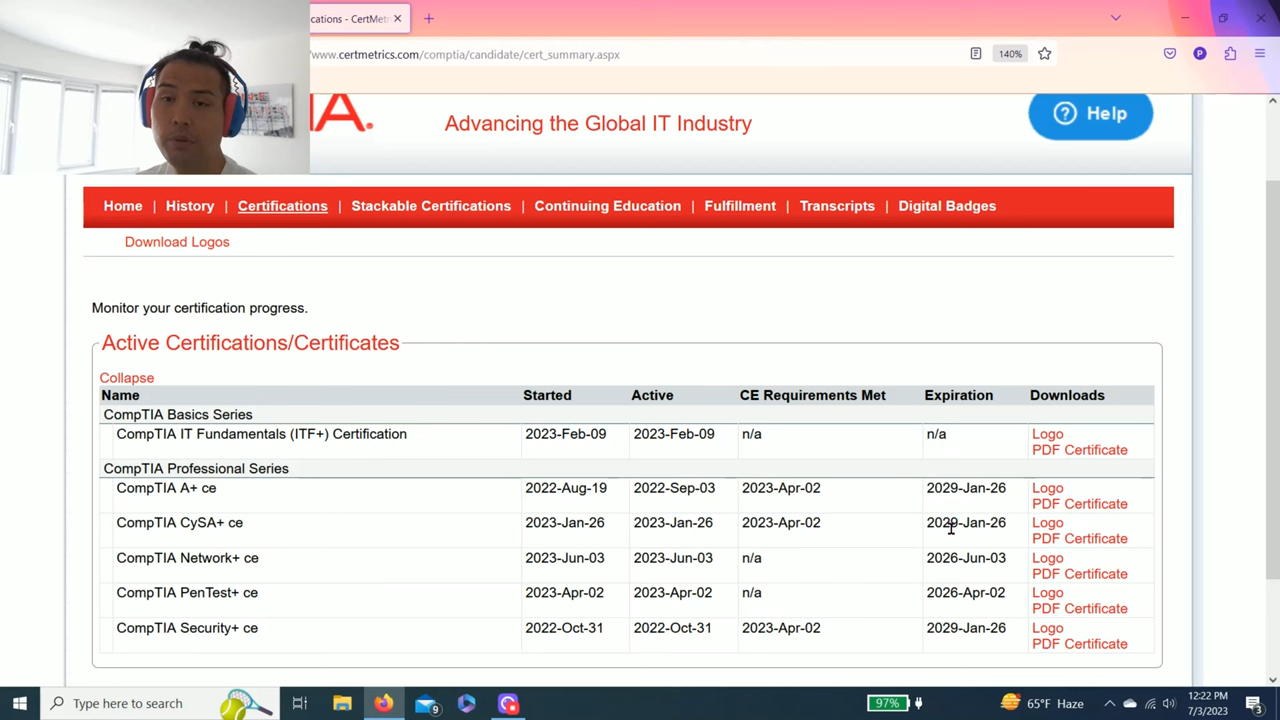 ications - CertMetr
www.certmetrics.com/comptia/candidate/cert_summary.aspx
140%
P
IA.
Advancing the Global IT Industry
? Help
Home | History | Certifications | Stackable Certifications | Continuing Education | Fulfillment | Transcripts | Digital Badges
Download Logos
Monitor your certification progress.
Active Certifications/Certificates
Collapse
Name Started Active CE Requirements Met Expiration Downloads
CompTIA Basics Series
CompTIA IT Fundamentals (ITF+) Certification 2023-Feb-09 2023-Feb-09 n/a n/a Logo
PDF Certificate
CompTIA Professional Series
CompTIA A+ ce 2022-Aug-19 2022-Sep-03 2023-Apr-02 2029-Jan-26 Logo
PDF Certificate
CompTIA CySA+ ce 2023-Jan-26 2023-Jan-26 2023-Apr-02 2029-Jan-26 Logo
PDF Certificate
CompTIA Network+ ce 2023-Jun-03 2023-Jun-03 n/a 2026-Jun-03 Logo
PDF Certificate
CompTIA PenTest+ ce 2023-Apr-02 2023-Apr-02 n/a 2026-Apr-02 Logo
PDF Certificate
CompTIA Security+ ce 2022-Oct-31 2022-Oct-31 2023-Apr-02 2029-Jan-26 Logo
PDF Certificate
Type here to search
9
97%
65°F Haze
12:22 PM
7/3/2023
3